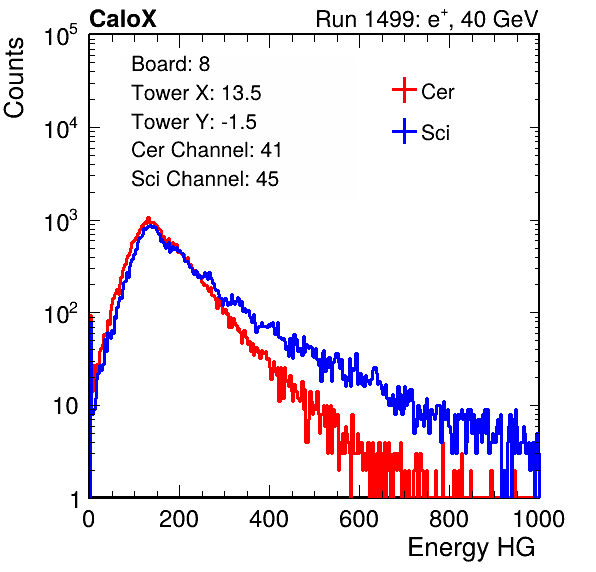 CaloX Run 1499: e⁺, 40 GeV
Counts
10⁵
10⁴
10³
10²
10
1
Board: 8
Tower X: 13.5
Tower Y: -1.5
Cer Channel: 41
Sci Channel: 45
Cer
Sci
0 200 400 600 800 1000
Energy HG